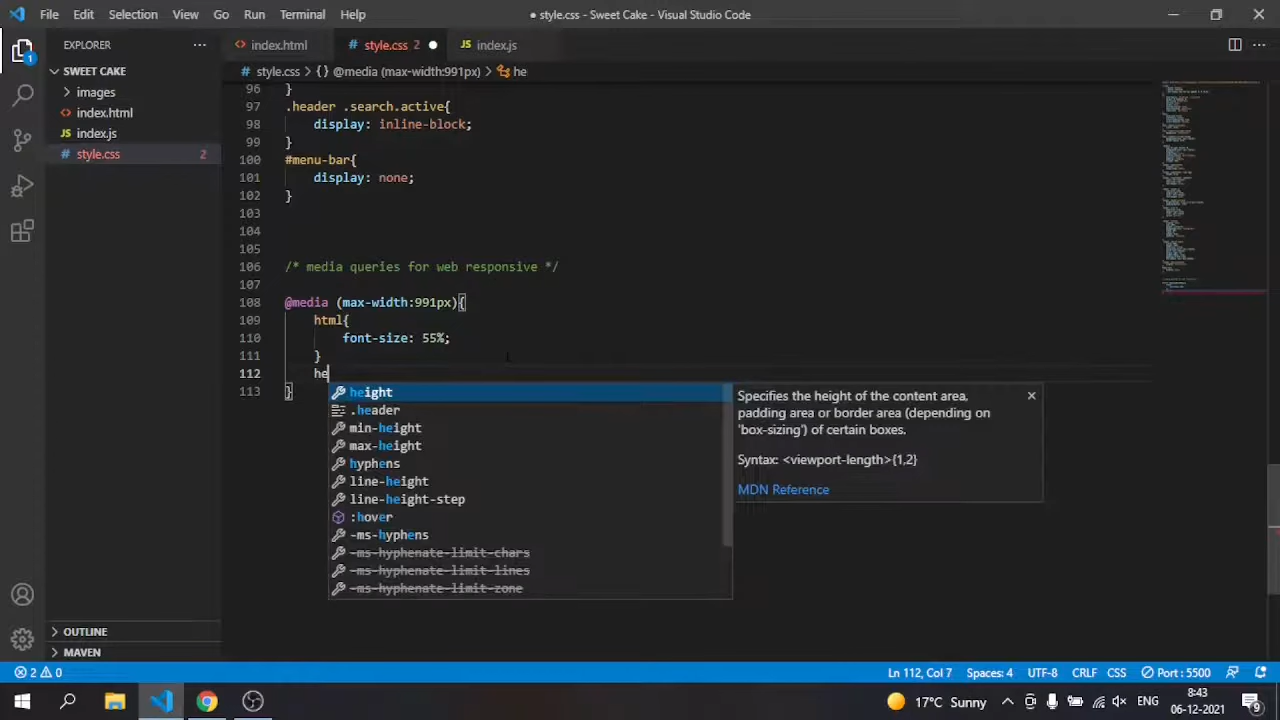 File Edit Selection View Go Run Terminal Help
● style.css - Sweet Cake - Visual Studio Code
EXPLORER ···
index.html
# style.css 2 ●
JS index.js
# style.css > {} @media (max-width:991px) > he
1
SWEET CAKE
images
index.html
JS index.js
# style.css 2
96 }
97 .header .search.active{
98 display: inline-block;
99 }
100 #menu-bar{
101 display: none;
102 }
103
104
105
106 /* media queries for web responsive */
107
108 @media (max-width:991px){
109 html{
110 font-size: 55%;
111 }
112 he
113 }
height
.header
min-height
max-height
hyphens
line-height
line-height-step
:hover
-ms-hyphens
-ms-hyphenate-limit-chars
-ms-hyphenate-limit-lines
-ms-hyphenate-limit-zone
Specifies the height of the content area,
padding area or border area (depending on
'box-sizing') of certain boxes.
Syntax: <viewport-length>{1,2}
MDN Reference
OUTLINE
MAVEN
2 0
Ln 112, Col 7 Spaces: 4 UTF-8 CRLF CSS Port : 5500
17°C Sunny ENG
8:43
06-12-2021
9